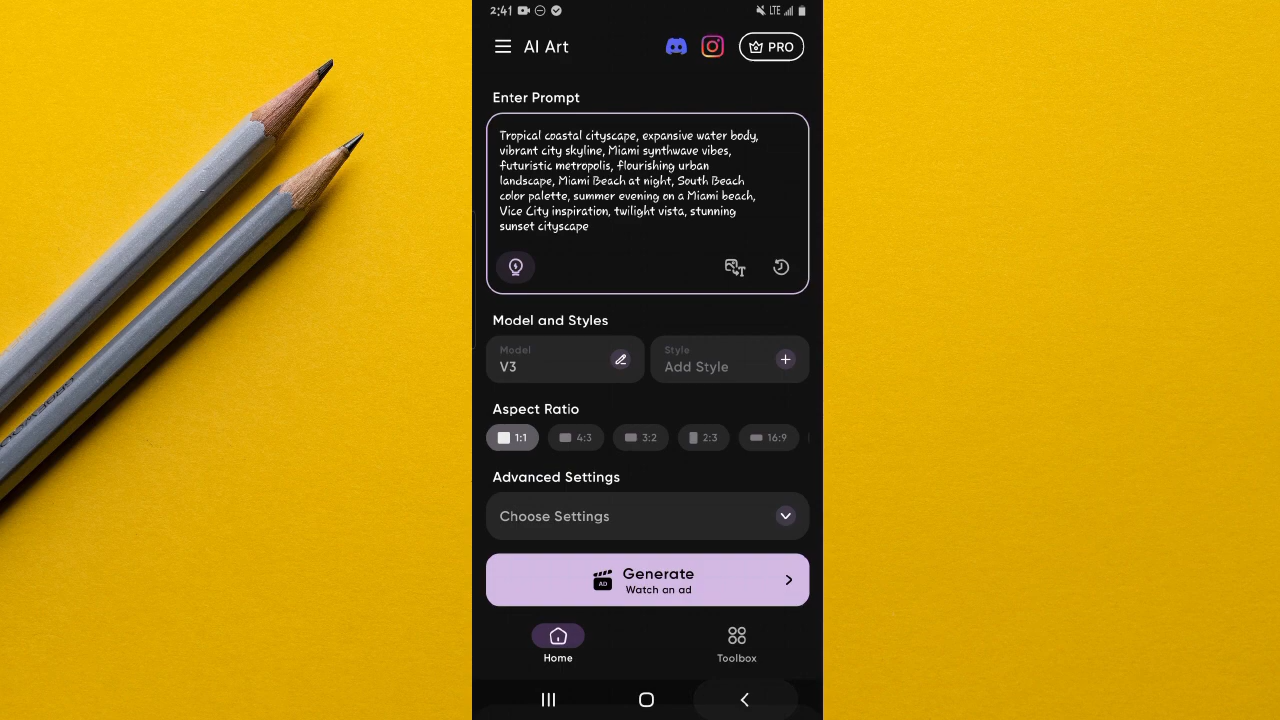 2:41
LTE
AI Art
PRO
Enter Prompt
Tropical coastal cityscape, expansive water body,
vibrant city skyline, Miami synthwave vibes,
futuristic metropolis, flourishing urban
landscape, Miami Beach at night, South Beach
color palette, summer evening on a Miami beach,
Vice City inspiration, twilight vista, stunning
sunset cityscape
Model and Styles
Model
V3
Style
Add Style
Aspect Ratio
1:1
4:3
3:2
2:3
16:9
Advanced Settings
Choose Settings
AD
Generate
Watch an ad
Home
Toolbox